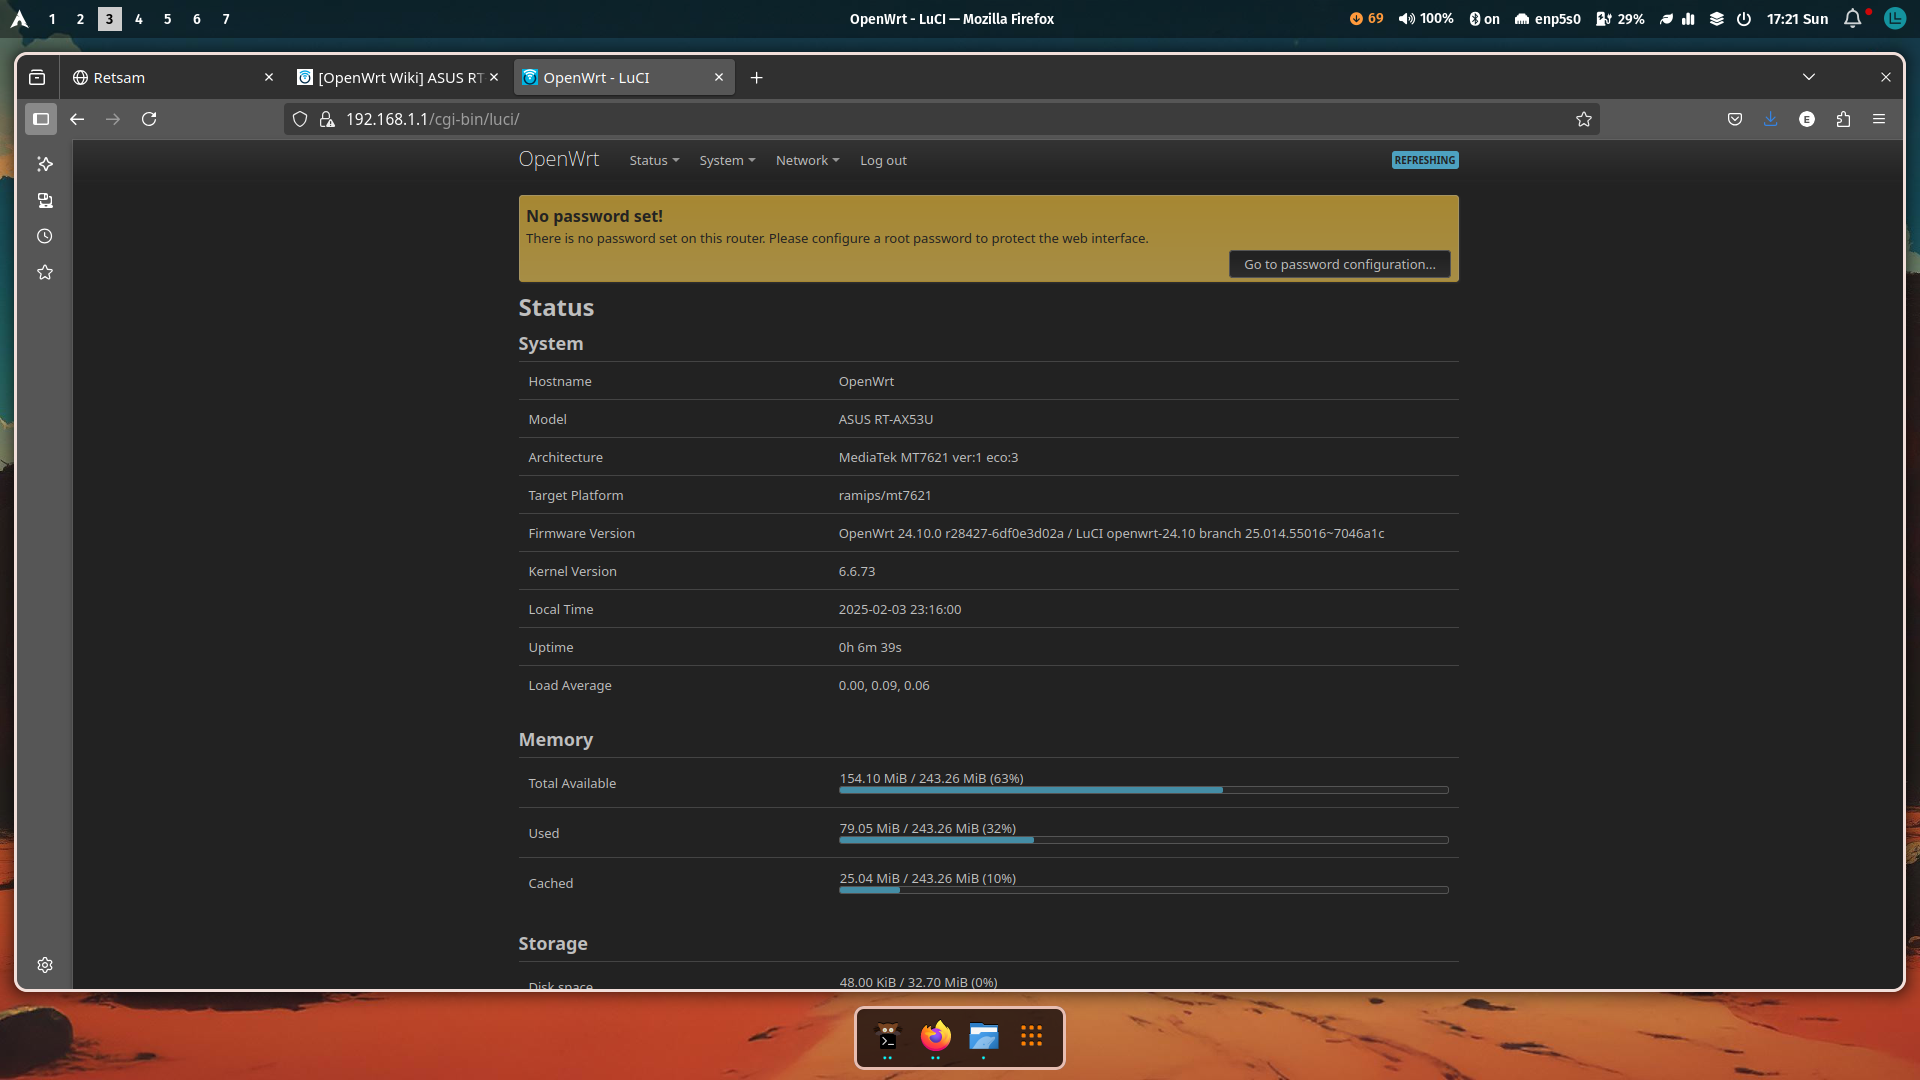 1 2 3 4 5 6 7
OpenWrt - LuCI — Mozilla Firefox
69 100% on enp5s0 29% 17:21 Sun
Retsam
[OpenWrt Wiki] ASUS RT-
OpenWrt - LuCI
192.168.1.1/cgi-bin/luci/
E
OpenWrt Status System Network Log out REFRESHING
No password set!
There is no password set on this router. Please configure a root password to protect the web interface.
Go to password configuration...
Status
System
Hostname OpenWrt
Model ASUS RT-AX53U
Architecture MediaTek MT7621 ver:1 eco:3
Target Platform ramips/mt7621
Firmware Version OpenWrt 24.10.0 r28427-6df0e3d02a / LuCI openwrt-24.10 branch 25.014.55016~7046a1c
Kernel Version 6.6.73
Local Time 2025-02-03 23:16:00
Uptime 0h 6m 39s
Load Average 0.00, 0.09, 0.06
Memory
Total Available 154.10 MiB / 243.26 MiB (63%)
Used 79.05 MiB / 243.26 MiB (32%)
Cached 25.04 MiB / 243.26 MiB (10%)
Storage
Disk space 48.00 KiB / 32.70 MiB (0%)